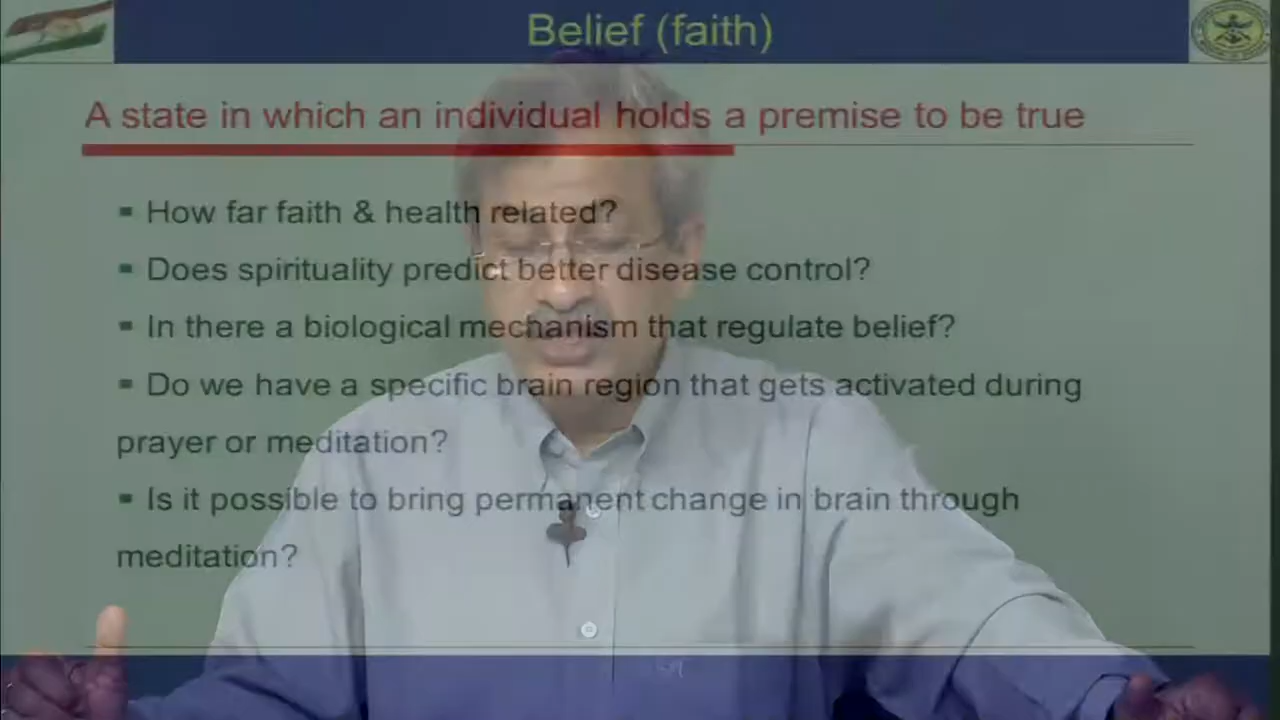 Belief (faith)
A state in which an individual holds a premise to be true
▪ How far faith & health related?
▪ Does spirituality predict better disease control?
▪ In there a biological mechanism that regulate belief?
▪ Do we have a specific brain region that gets activated during
prayer or meditation?
▪ Is it possible to bring permanent change in brain through
meditation?